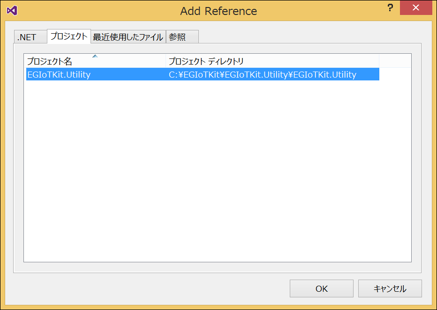 Add Reference
.NET プロジェクト 最近使用したファイル 参照
プロジェクト名 プロジェクト ディレクトリ
EGIoTKit.Utility C:¥EGIoTKit¥EGIoTKit.Utility¥EGIoTKit.Utility
OK キャンセル